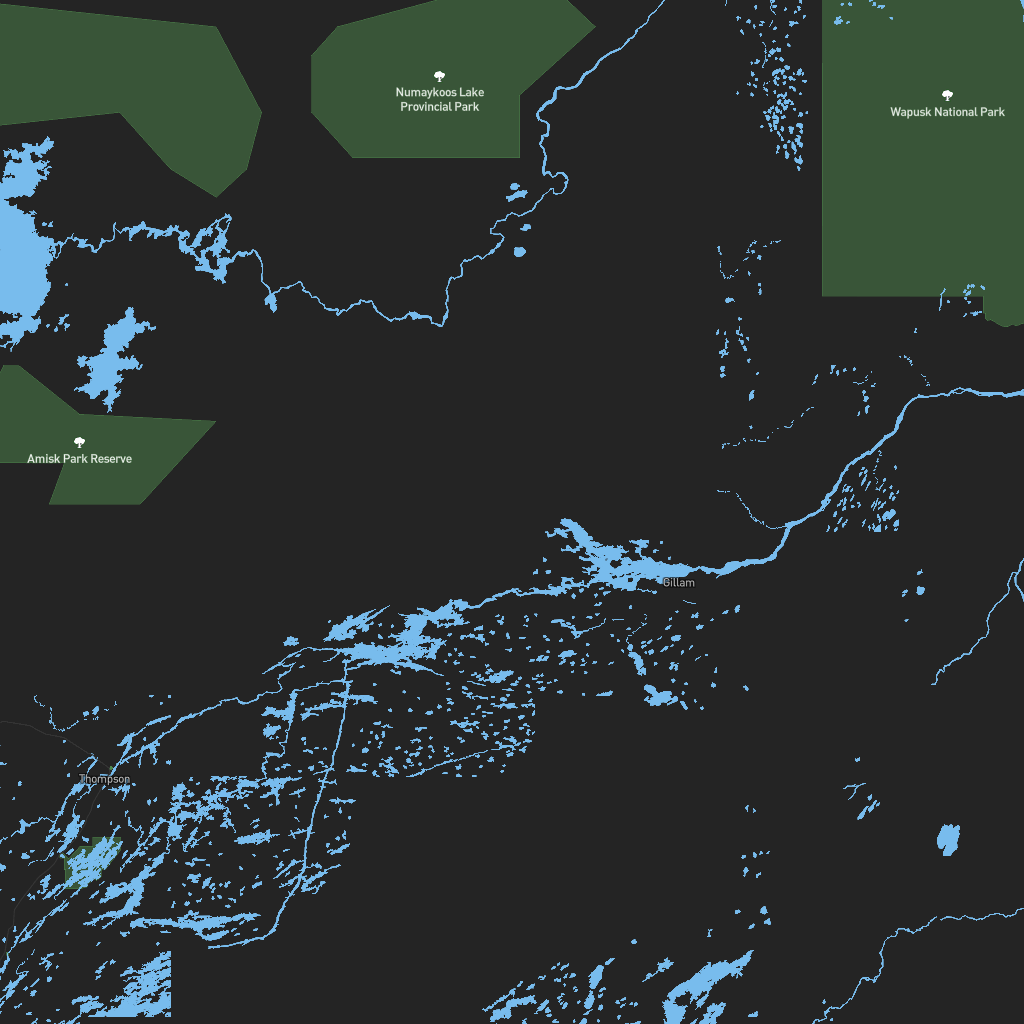 Numaykoos Lake
Provincial Park
Wapusk National Park
Amisk Park Reserve
Gillam
Thompson